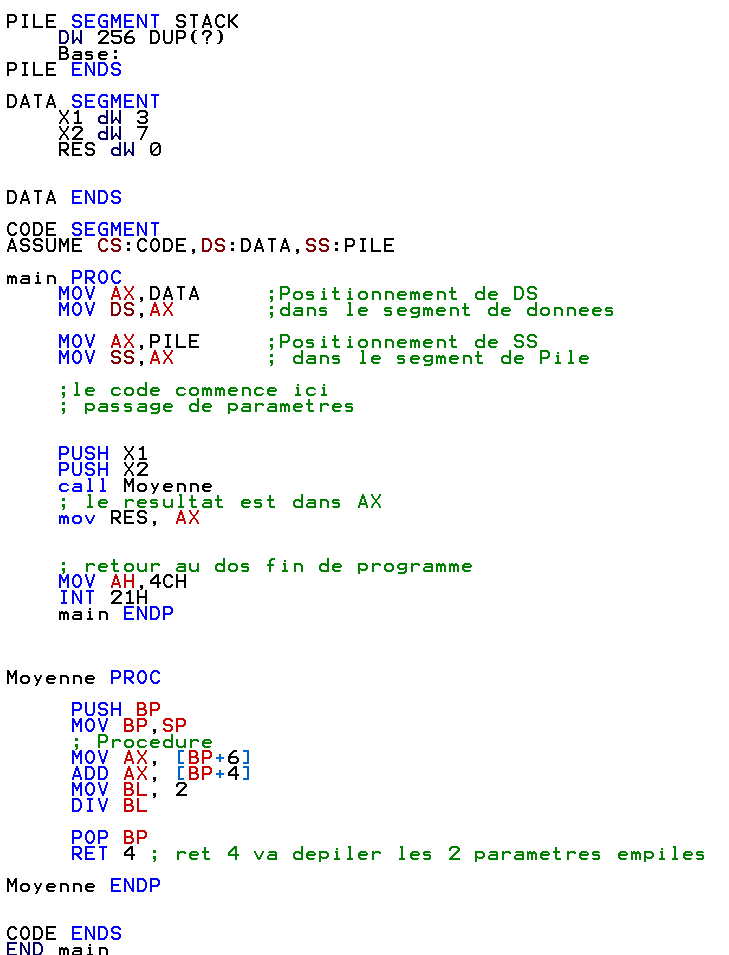 PILE SEGMENT STACK
DW 256 DUP(?)
Base:
PILE ENDS
DATA SEGMENT
X1 dW 3
X2 dW 7
RES dW 0
DATA ENDS
CODE SEGMENT
ASSUME CS:CODE,DS:DATA,SS:PILE
main PROC
MOV AX,DATA ;Positionnement de DS
MOV DS,AX ;dans le segment de donnees
MOV AX,PILE ;Positionnement de SS
MOV SS,AX ; dans le segment de Pile
;le code commence ici
; passage de parametres
PUSH X1
PUSH X2
call Moyenne
; le resultat est dans AX
mov RES, AX
; retour au dos fin de programme
MOV AH,4CH
INT 21H
main ENDP
Moyenne PROC
PUSH BP
MOV BP,SP
; Procedure
MOV AX, [BP+6]
ADD AX, [BP+4]
MOV BL, 2
DIV BL
POP BP
RET 4 ; ret 4 va depiler les 2 parametres empiles
Moyenne ENDP
CODE ENDS
END main